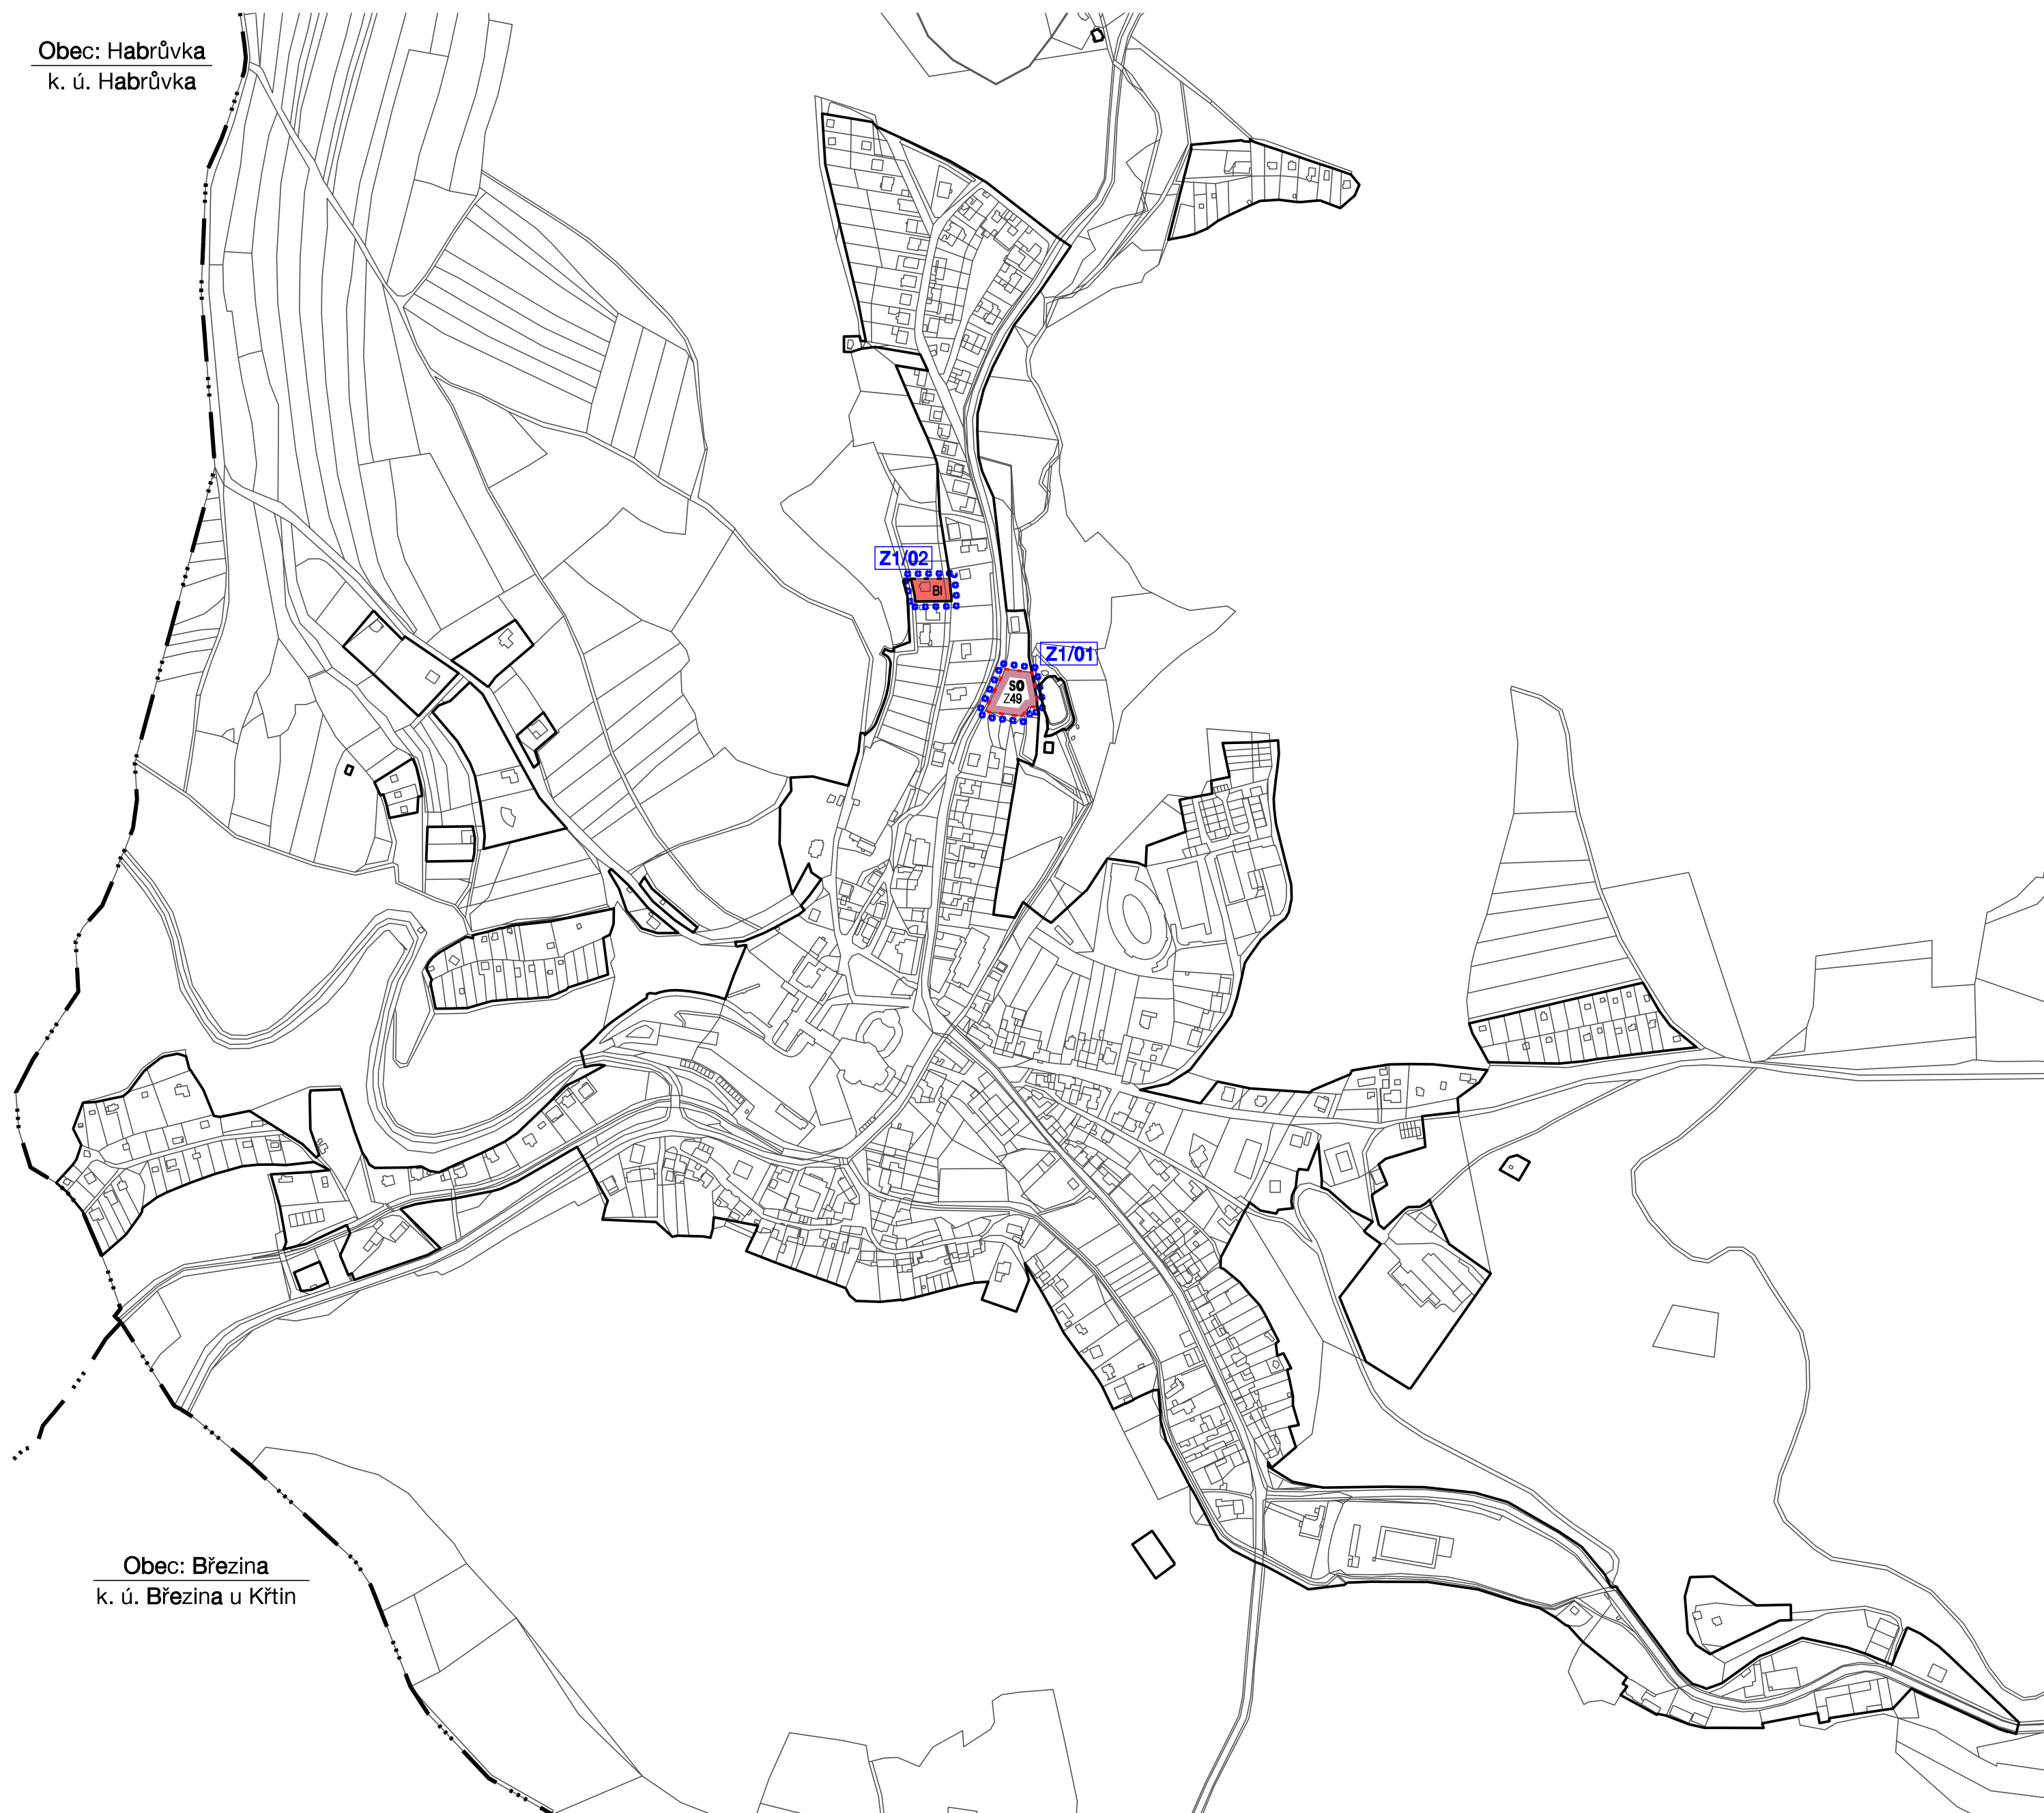 Obec: Habrůvka
k. ú. Habrůvka
Z1/02
BI
Z1/01
SO
Z49
Obec: Březina
k. ú. Březina u Křtin